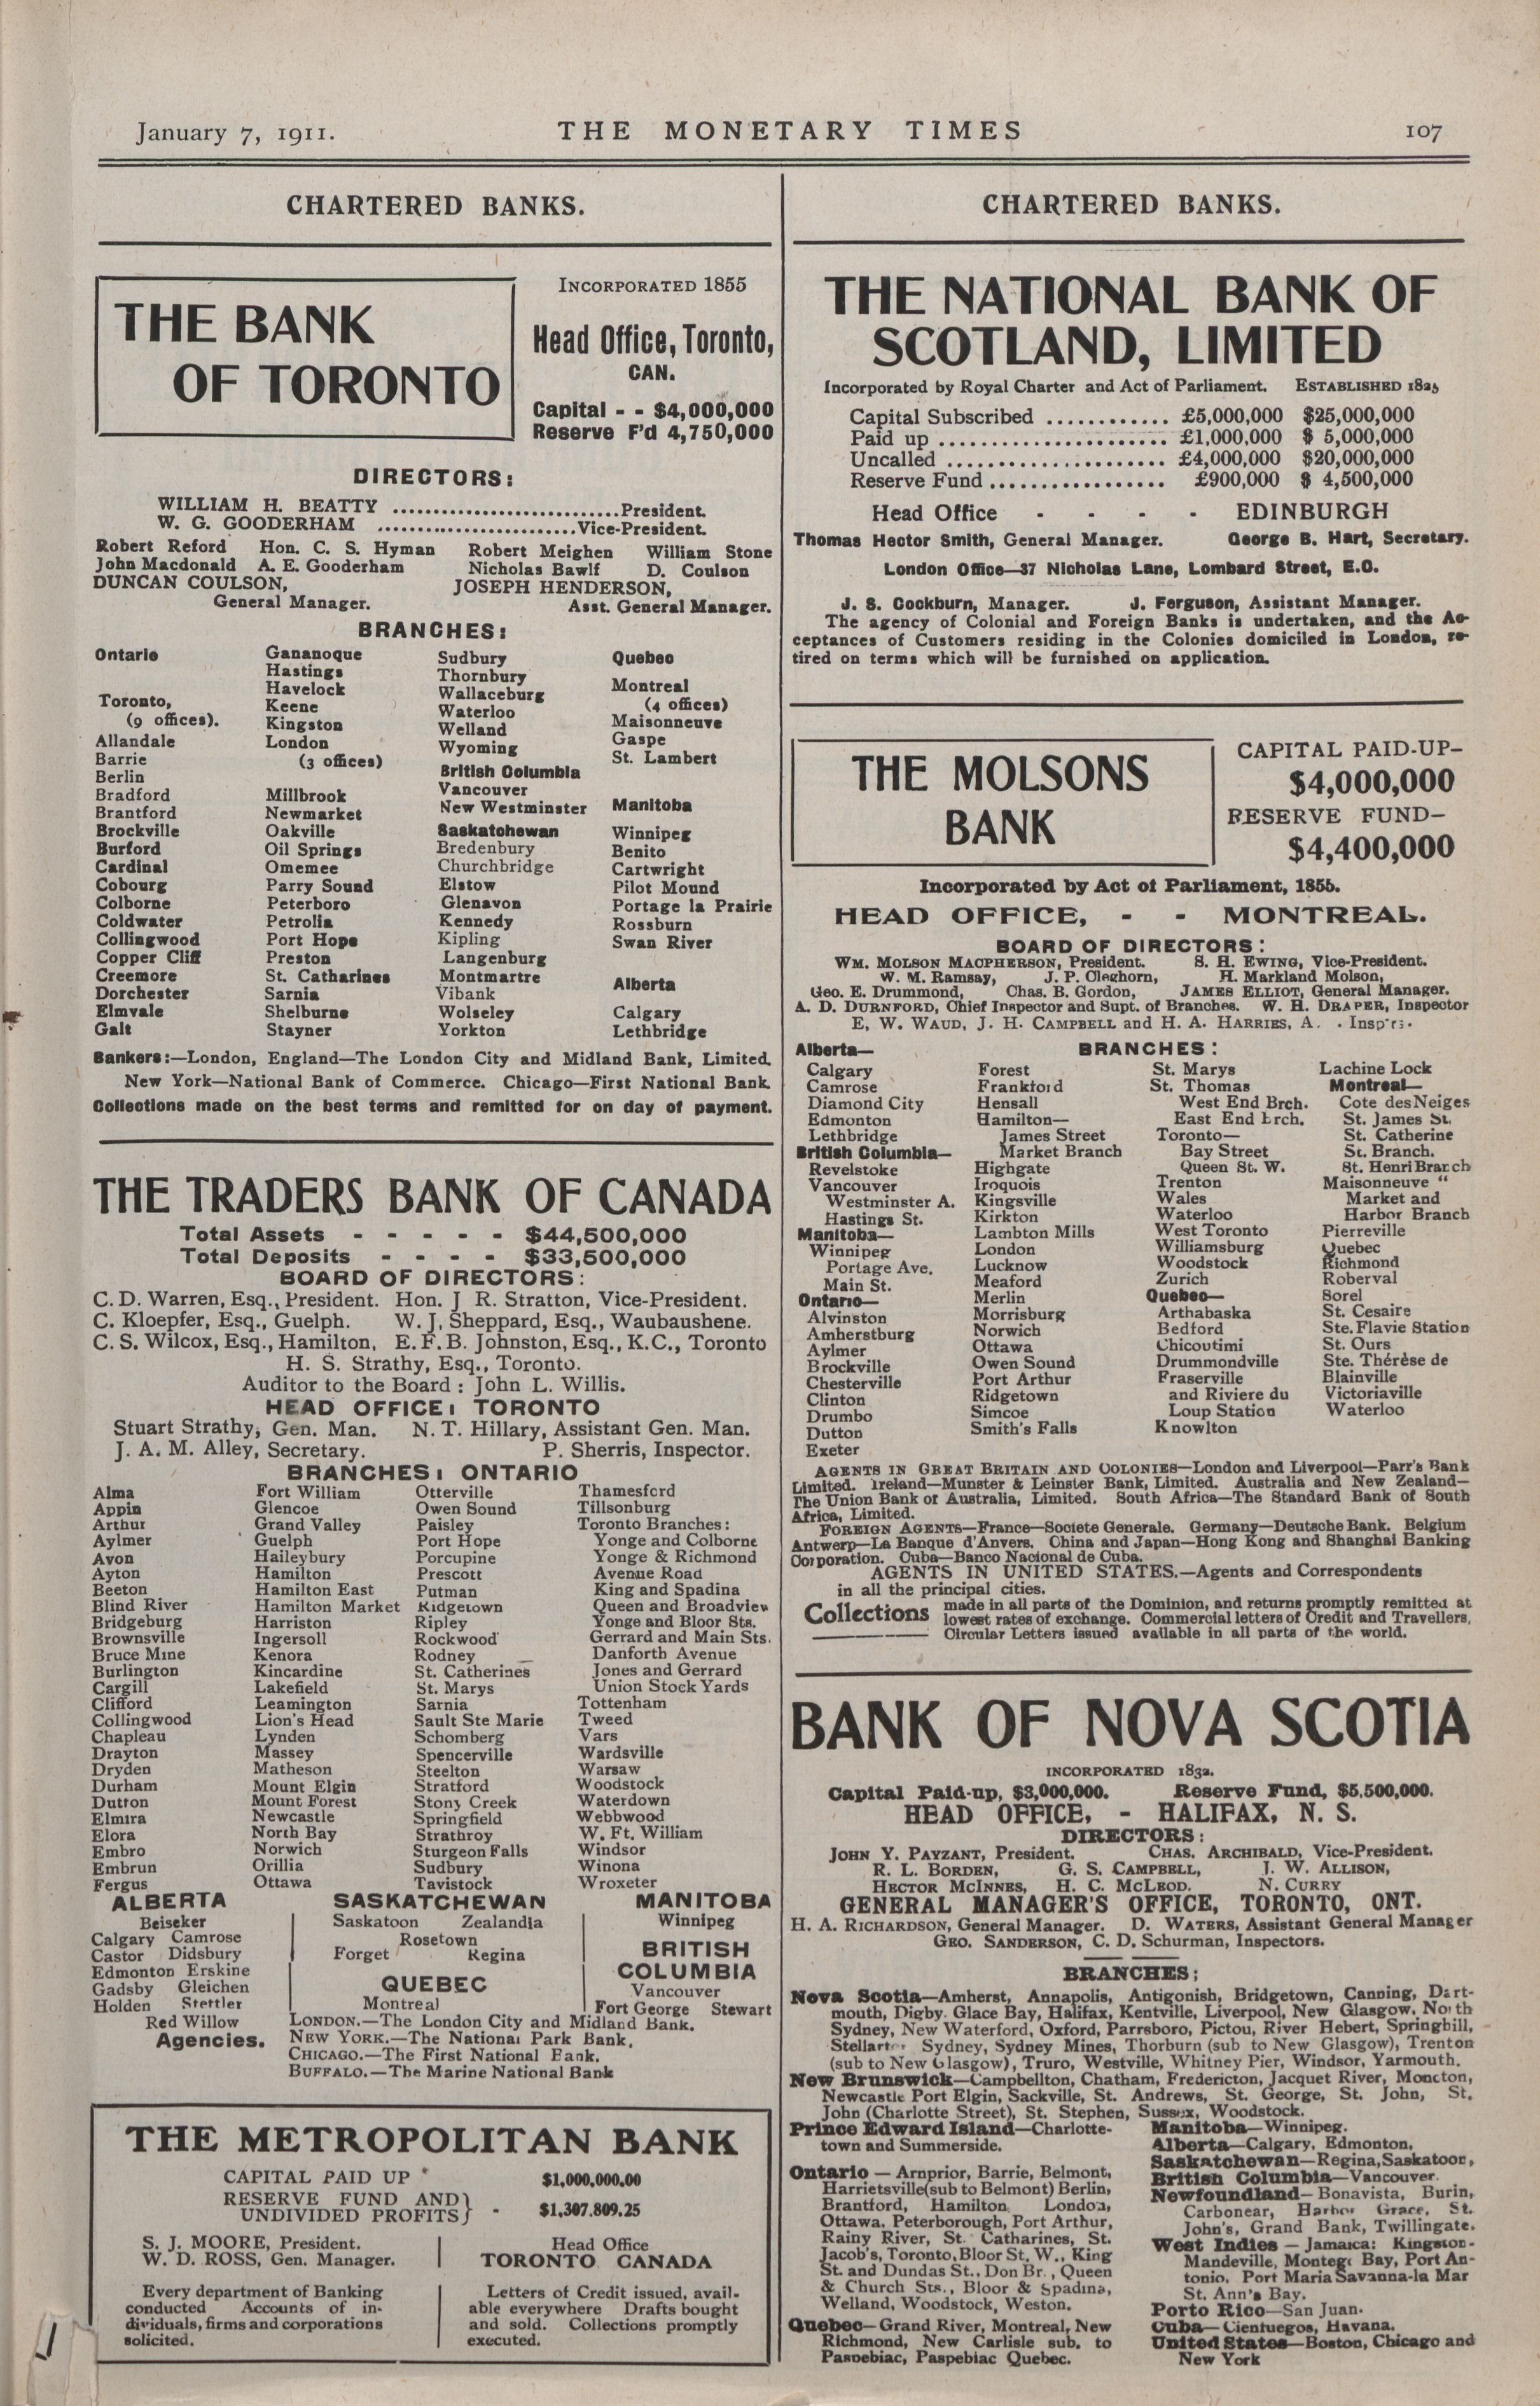 January 7, 1911.
THE MONETARY TIMES
107
CHARTERED BANKS.
THE BANK
OF TORONTO
INCORPORATED 1855
Head Office, Toronto,
CAN.
Capital - - $4,000,000
Reserve F'd 4,750,000
DIRECTORS:
WILLIAM H. BEATTY ............................President.
W. G. GOODERHAM .........................Vice-President.
Robert Reford Hon. C. S. Hyman Robert Meighen William Stone
John Macdonald A. E. Gooderham Nicholas Bawlf D. Coulson
DUNCAN COULSON, JOSEPH HENDERSON,
General Manager. Asst. General Manager.
BRANCHES:
Ontario
Toronto,
(9 offices).
Allandale
Barrie
Berlin
Bradford
Brantford
Brockville
Burford
Cardinal
Cobourg
Colborne
Coldwater
Collingwood
Copper Cliff
Creemore
Dorchester
Elmvale
Galt
Gananoque
Hastings
Havelock
Keene
Kingston
London
(3 offices)
Millbrook
Newmarket
Oakville
Oil Springs
Omemee
Parry Sound
Peterboro
Petrolia
Port Hope
Preston
St. Catharines
Sarnia
Shelburne
Stayner
Sudbury
Thornbury
Wallaceburg
Waterloo
Welland
Wyoming
British Columbia
Vancouver
New Westminster
Saskatchewan
Bredenbury
Churchbridge
Elstow
Glenavon
Kennedy
Kipling
Langenburg
Montmartre
Vibank
Wolseley
Yorkton
Quebec
Montreal
(4 offices)
Maisonneuve
Gaspe
St. Lambert
Manitoba
Winnipeg
Benito
Cartwright
Pilot Mound
Portage la Prairie
Rossburn
Swan River
Alberta
Calgary
Lethbridge
Bankers:—London, England—The London City and Midland Bank, Limited.
New York—National Bank of Commerce. Chicago—First National Bank.
Collections made on the best terms and remitted for on day of payment.
THE TRADERS BANK OF CANADA
Total Assets - - - - - $44,500,000
Total Deposits - - - - $33,500,000
BOARD OF DIRECTORS:
C. D. Warren, Esq., President. Hon. J R. Stratton, Vice-President.
C. Kloepfer, Esq., Guelph. W. J. Sheppard, Esq., Waubaushene.
C. S. Wilcox, Esq., Hamilton, E. F. B. Johnston, Esq., K.C., Toronto
H. S. Strathy, Esq., Toronto.
Auditor to the Board: John L. Willis.
HEAD OFFICE: TORONTO
Stuart Strathy, Gen. Man. N. T. Hillary, Assistant Gen. Man.
J. A. M. Alley, Secretary. P. Sherris, Inspector.
BRANCHES: ONTARIO
Alma
Appin
Arthur
Aylmer
Avon
Ayton
Beeton
Blind River
Bridgeburg
Brownsville
Bruce Mine
Burlington
Cargill
Clifford
Collingwood
Chapleau
Drayton
Dryden
Durham
Dutton
Elmira
Elora
Embro
Embrun
Fergus
Fort William
Glencoe
Grand Valley
Guelph
Haileybury
Hamilton
Hamilton East
Hamilton Market
Harriston
Ingersoll
Kenora
Kincardine
Lakefield
Leamington
Lion's Head
Lynden
Massey
Matheson
Mount Elgin
Mount Forest
Newcastle
North Bay
Norwich
Orillia
Ottawa
Otterville
Owen Sound
Paisley
Port Hope
Porcupine
Prescott
Putman
Ridgetown
Ripley
Rockwood
Rodney
St. Catherines
St. Marys
Sarnia
Sault Ste Marie
Schomberg
Spencerville
Steelton
Stratford
Stony Creek
Springfield
Strathroy
Sturgeon Falls
Sudbury
Tavistock
Thamesford
Tillsonburg
Toronto Branches:
Yonge and Colborne
Yonge & Richmond
Avenue Road
King and Spadina
Queen and Broadview
Yonge and Bloor Sts.
Gerrard and Main Sts.
Danforth Avenue
Jones and Gerrard
Union Stock Yards
Tottenham
Tweed
Vars
Wardsville
Warsaw
Woodstock
Waterdown
Webbwood
W. Ft. William
Windsor
Winona
Wroxeter
ALBERTA
Beiseker
Calgary Camrose
Castor Didsbury
Edmonton Erskine
Gadsby Gleichen
Holden Stettler
Red Willow
SASKATCHEWAN
Saskatoon Zealandia
Rosetown
Forget Regina
QUEBEC
Montreal
MANITOBA
Winnipeg
BRITISH
COLUMBIA
Vancouver
Fort George Stewart
Agencies.
LONDON.—The London City and Midland Bank.
NEW YORK.—The National Park Bank.
CHICAGO.—The First National Bank.
BUFFALO.—The Marine National Bank
THE METROPOLITAN BANK
CAPITAL PAID UP $1,000,000.00
RESERVE FUND AND
UNDIVIDED PROFITS} - $1,307.809.25
S. J. MOORE, President.
W. D. ROSS, Gen. Manager.
Head Office
TORONTO CANADA
Every department of Banking
conducted Accounts of in-
dividuals, firms and corporations
solicited.
Letters of Credit issued, avail-
able everywhere Drafts bought
and sold. Collections promptly
executed.
CHARTERED BANKS.
THE NATIONAL BANK OF
SCOTLAND, LIMITED
Incorporated by Royal Charter and Act of Parliament. ESTABLISHED 1825
Capital Subscribed ............ £5,000,000 $25,000,000
Paid up ....................... £1,000,000 $ 5,000,000
Uncalled ...................... £4,000,000 $20,000,000
Reserve Fund ................. £900,000 $ 4,500,000
Head Office - - - - EDINBURGH
Thomas Hector Smith, General Manager. George B. Hart, Secretary.
London Office—37 Nicholas Lane, Lombard Street, E.C.
J. S. Cockburn, Manager. J. Ferguson, Assistant Manager.
The agency of Colonial and Foreign Banks is undertaken, and the Ac-
ceptances of Customers residing in the Colonies domiciled in London, re-
tired on terms which will be furnished on application.
THE MOLSONS
BANK
CAPITAL PAID-UP-
$4,000,000
RESERVE FUND-
$4,400,000
Incorporated by Act of Parliament, 1855.
HEAD OFFICE, - - MONTREAL.
BOARD OF DIRECTORS:
WM. MOLSON MACPHERSON, President. S. H. EWING, Vice-President.
W. M. Ramsay, J. P. Cleghorn, H. Markland Molson,
Geo. E. Drummond, Chas. B. Gordon, JAMES ELLIOT, General Manager.
A. D. DURNFORD, Chief Inspector and Supt. of Branches. W. H. DRAPER, Inspector
E, W. WAUD, J. H. CAMPBELL and H. A. HARRIES, A.
BRANCHES:
Alberta—
Calgary
Camrose
Diamond City
Edmonton
Lethbridge
British Columbia—
Revelstoke
Vancouver
Westminster A.
Hastings St.
Manitoba—
Winnipeg
Portage Ave.
Main St.
Ontario—
Alvinston
Amherstburg
Aylmer
Brockville
Chesterville
Clinton
Drumbo
Dutton
Exeter
Forest
Frankford
Hensall
Hamilton—
James Street
Market Branch
Highgate
Iroquois
Kingsville
Kirkton
Lambton Mills
London
Lucknow
Meaford
Merlin
Morrisburg
Norwich
Ottawa
Owen Sound
Port Arthur
Ridgetown
Simcoe
Smith's Falls
St. Marys
St. Thomas
West End Brch.
East End Brch.
Toronto—
Bay Street
Queen St. W.
Trenton
Wales
Waterloo
West Toronto
Williamsburg
Woodstock
Zurich
Quebec—
Arthabaska
Bedford
Chicoutimi
Drummondville
Fraserville
and Riviere du
Loup Station
Knowlton
Lachine Lock
Montreal—
Cote des Neiges
St. James St.
St. Catherine
St. Branch.
St. Henri Branch
Maisonneuve "
Market and
Harbor Branch
Pierreville
Quebec
Richmond
Roberval
Sorel
St. Cesaire
Ste. Flavie Station
St. Ours
Ste. Thérèse de
Blainville
Victoriaville
Waterloo
AGENTS IN GREAT BRITAIN AND COLONIES—London and Liverpool—Parr's Bank
Limited. Ireland—Munster & Leinster Bank, Limited. Australia and New Zealand—
The Union Bank of Australia, Limited. South Africa—The Standard Bank of South
Africa, Limited.
FOREIGN AGENTS—France—Societe Generale. Germany—Deutsche Bank. Belgium
Antwerp—La Banque d'Anvers. China and Japan—Hong Kong and Shanghai Banking
Corporation. Cuba—Banco Nacional de Cuba.
AGENTS IN UNITED STATES.—Agents and Correspondents
in all the principal cities.
Collections made in all parts of the Dominion, and returns promptly remitted at
lowest rates of exchange. Commercial letters of Credit and Travellers,
Circular Letters issued available in all parts of the world.
BANK OF NOVA SCOTIA
INCORPORATED 1832.
Capital Paid-up, $3,000,000. Reserve Fund, $5,500,000.
HEAD OFFICE, - HALIFAX, N. S.
DIRECTORS:
JOHN Y. PAYZANT, President. CHAS. ARCHIBALD, Vice-President.
R. L. BORDEN, G. S. CAMPBELL, J. W. ALLISON,
HECTOR MCINNES, H. C. MCLEOD. N. CURRY
GENERAL MANAGER'S OFFICE, TORONTO, ONT.
H. A. RICHARDSON, General Manager. D. WATERS, Assistant General Manager
GEO. SANDERSON, C. D. Schurman, Inspectors.
BRANCHES;
Nova Scotia—Amherst, Annapolis, Antigonish, Bridgetown, Canning, Dart-
mouth, Digby. Glace Bay, Halifax, Kentville, Liverpool, New Glasgow. North
Sydney, New Waterford, Oxford, Parrsboro, Pictou, River Hebert, Springhill,
Sydney, Sydney Mines, Thorburn (sub to New Glasgow), Trenton
(sub to New Glasgow), Truro, Westville, Whitney Pier, Windsor, Yarmouth.
New Brunswick—Campbellton, Chatham, Fredericton, Jacquet River, Moncton,
Newcastle Port Elgin, Sackville, St. Andrews, St. George, St. John, St.
John (Charlotte Street), St. Stephen, Sussex, Woodstock.
Prince Edward Island—Charlotte-
town and Summerside.
Ontario — Arnprior, Barrie, Belmont,
Harrietsville(sub to Belmont) Berlin,
Brantford, Hamilton London,
Ottawa, Peterborough, Port Arthur,
Rainy River, St. Catharines, St.
Jacob's, Toronto, Bloor St. W., King
St. and Dundas St., Don Br., Queen
& Church Sts., Bloor & Spadina,
Welland, Woodstock, Weston.
Quebec—Grand River, Montreal, New
Richmond, New Carlisle sub. to
Paspebiac, Paspebiac Quebec.
Manitoba—Winnipeg.
Alberta—Calgary, Edmonton,
Saskatchewan—Regina, Saskatoon,
British Columbia—Vancouver.
Newfoundland—Bonavista, Burin,
Carbonear, Harbor Grace, St.
John's, Grand Bank, Twillingate.
West Indies — Jamaica: Kingston-
Mandeville, Montego Bay, Port An-
tonio. Port Maria Savanna-la Mar
St. Ann's Bay.
Porto Rico—San Juan.
Cuba—Cientuegos, Havana.
United States—Boston, Chicago and
New York